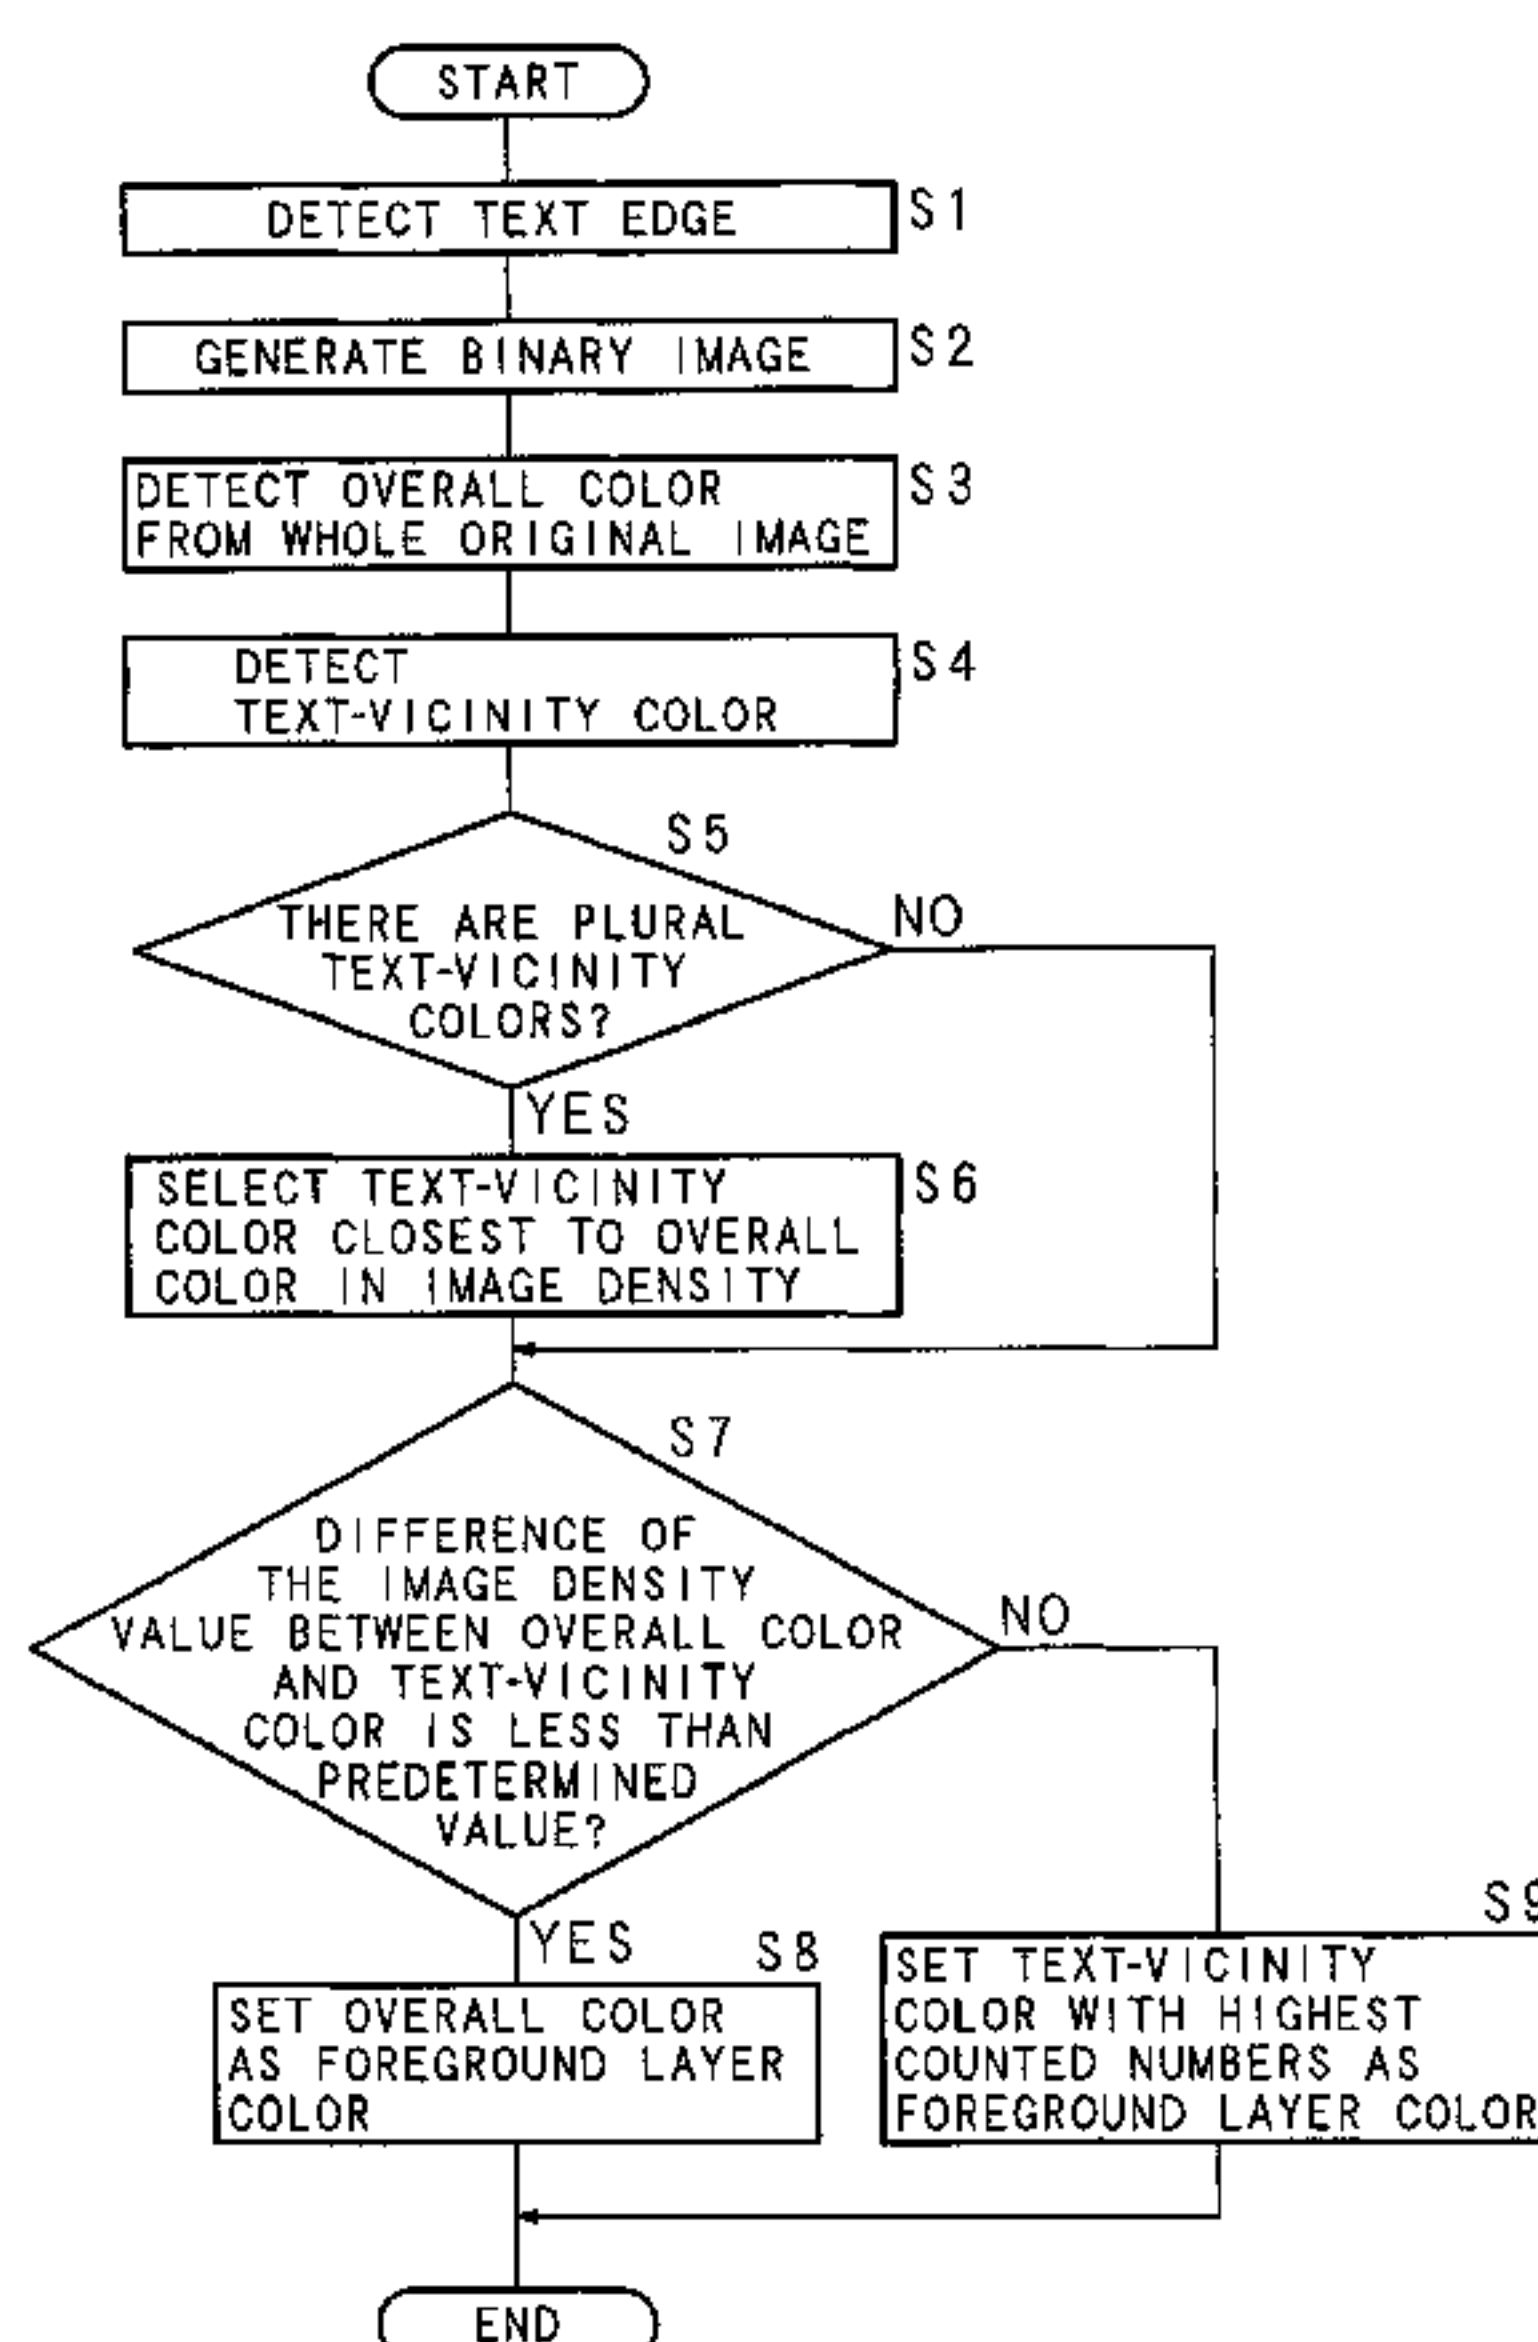 START
DETECT TEXT EDGE
S1
GENERATE BINARY IMAGE
S2
DETECT OVERALL COLOR
FROM WHOLE ORIGINAL IMAGE
S3
DETECT
TEXT-VICINITY COLOR
S4
S5
THERE ARE PLURAL
TEXT-VICINITY
COLORS?
NO
YES
SELECT TEXT-VICINITY
COLOR CLOSEST TO OVERALL
COLOR IN IMAGE DENSITY
S6
S7
DIFFERENCE OF
THE IMAGE DENSITY
VALUE BETWEEN OVERALL COLOR
AND TEXT-VICINITY
COLOR IS LESS THAN
PREDETERMINED
VALUE?
NO
YES
S8
SET OVERALL COLOR
AS FOREGROUND LAYER
COLOR
S9
SET TEXT-VICINITY
COLOR WITH HIGHEST
COUNTED NUMBERS AS
FOREGROUND LAYER COLOR
END